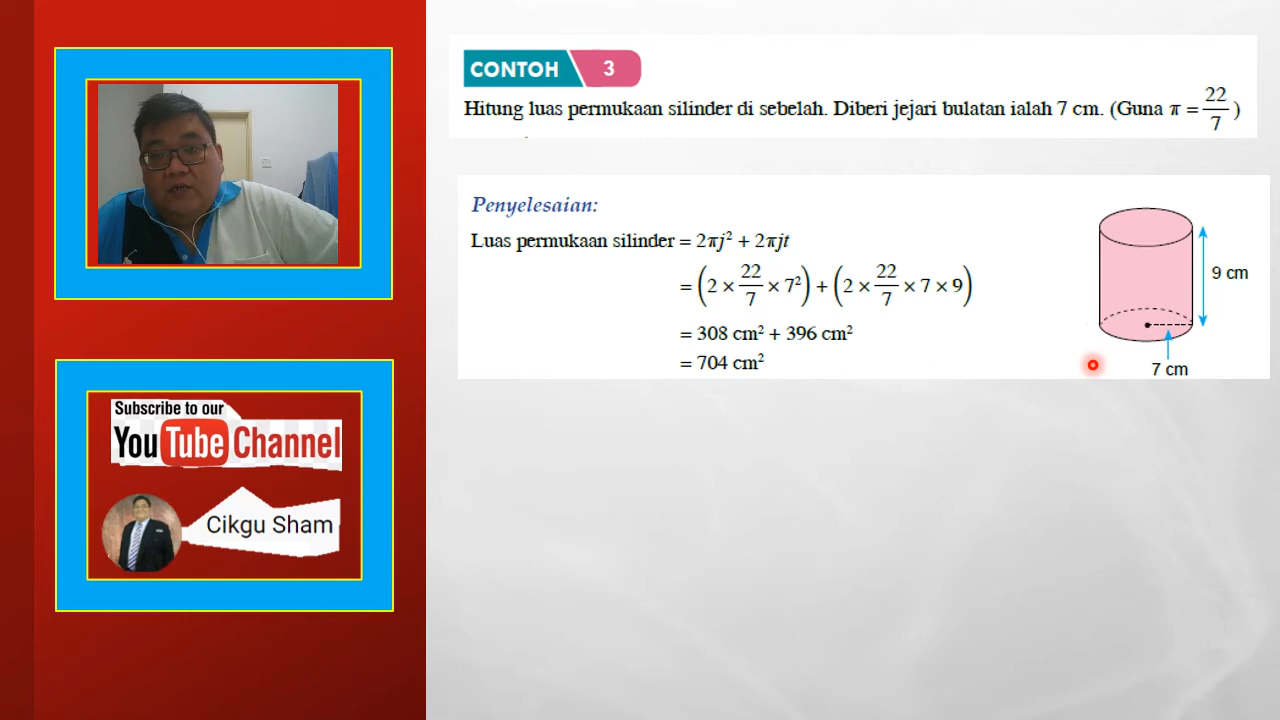 CONTOH 3
Hitung luas permukaan silinder di sebelah. Diberi jejari bulatan ialah 7 cm. (Guna π = 22/7)
Penyelesaian:
Luas permukaan silinder = 2πj² + 2πjt
= (2 × 22/7 × 7²) + (2 × 22/7 × 7 × 9)
= 308 cm² + 396 cm²
= 704 cm²
9 cm
7 cm
Subscribe to our
YouTube Channel
Cikgu Sham